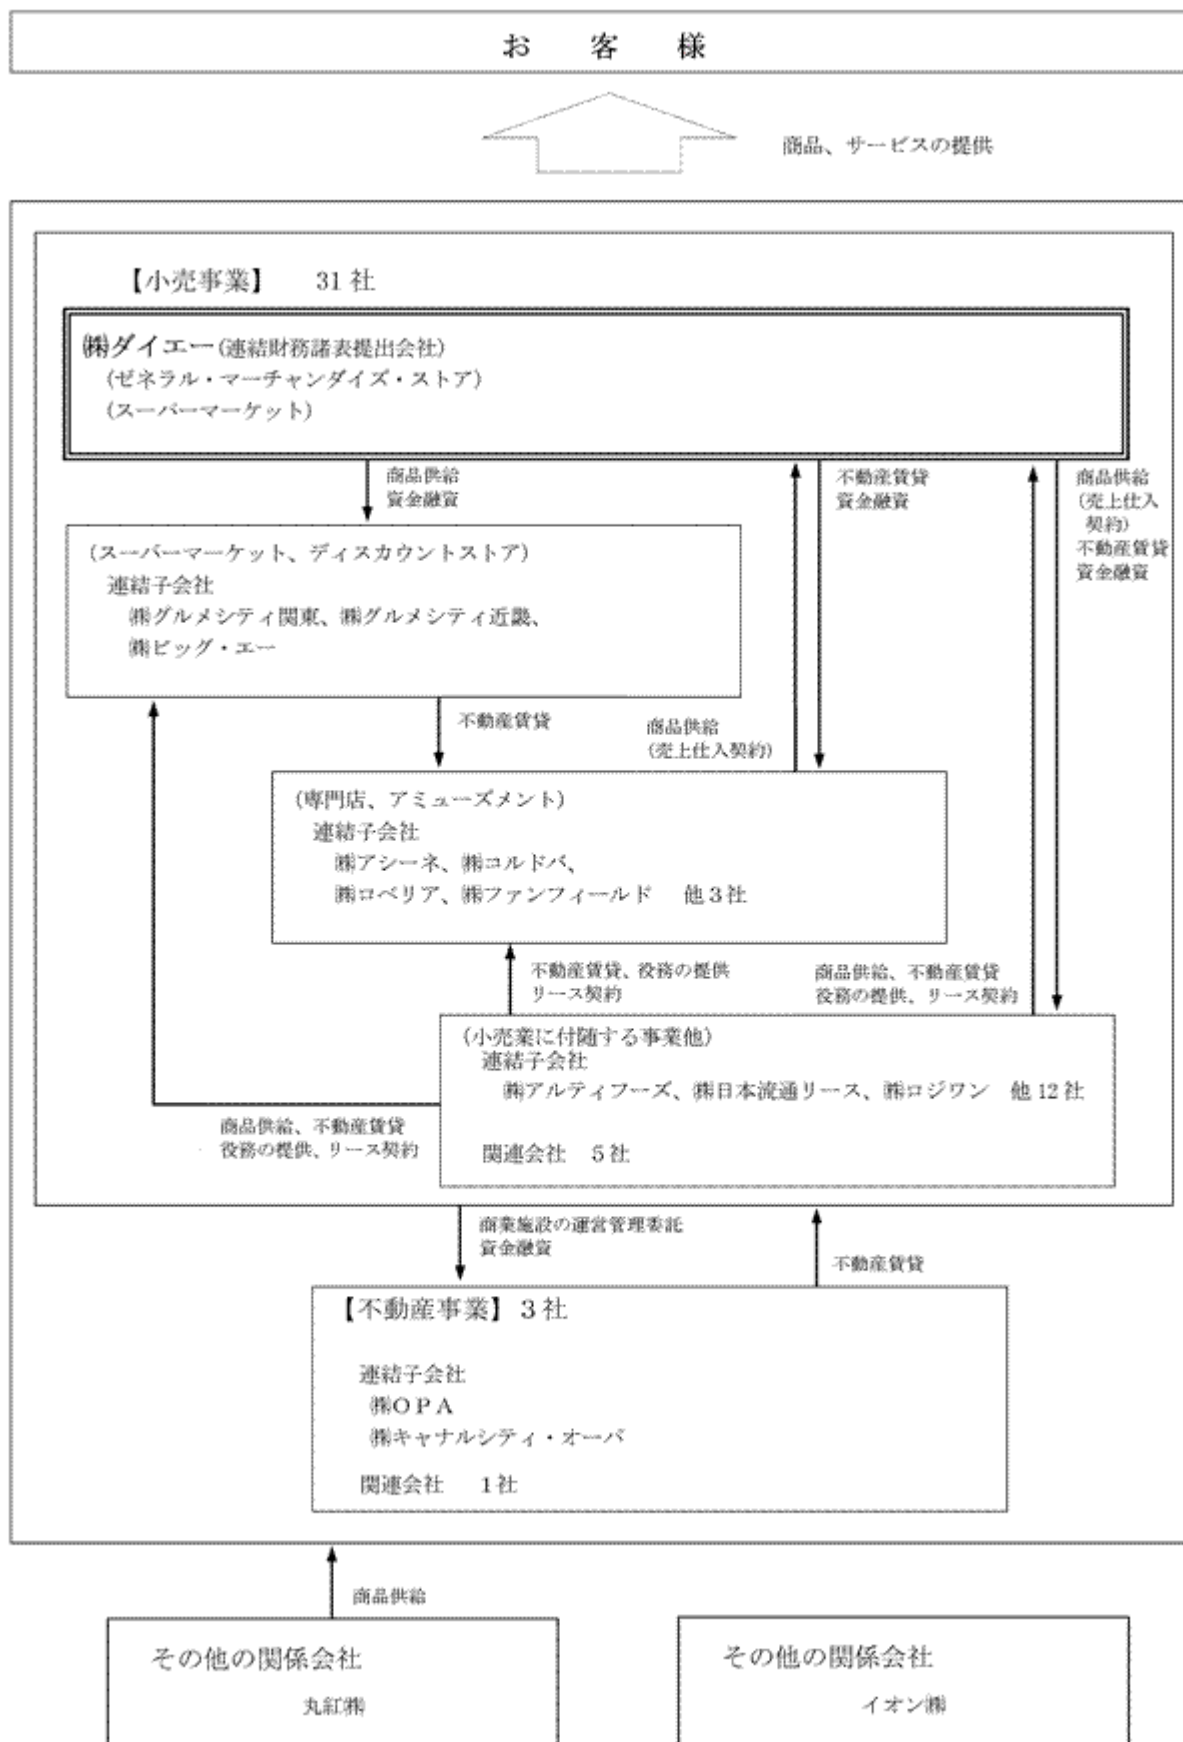 お 客 様
商品、サービスの提供
【小売事業】 31 社
㈱ダイエー(連結財務諸表提出会社)
(ゼネラル・マーチャンダイズ・ストア)
(スーパーマーケット)
商品供給
資金融資
不動産賃貸
資金融資
商品供給
(売上仕入
契約)
不動産賃貸
資金融資
(スーパーマーケット、ディスカウントストア)
連結子会社
㈱グルメシティ関東、㈱グルメシティ近畿、
㈱ビッグ・エー
不動産賃貸
商品供給
(売上仕入契約)
(専門店、アミューズメント)
連結子会社
㈱アシーネ、㈱コルドバ、
㈱ロベリア、㈱ファンフィールド 他3社
不動産賃貸、役務の提供
リース契約
商品供給、不動産賃貸
役務の提供、リース契約
(小売業に付随する事業他)
連結子会社
㈱アルティフーズ、㈱日本流通リース、㈱ロジワン 他 12 社
関連会社 5社
商品供給、不動産賃貸
役務の提供、リース契約
商業施設の運営管理委託
資金融資
不動産賃貸
【不動産事業】3社
連結子会社
㈱OPA
㈱キャナルシティ・オーパ
関連会社 1社
商品供給
その他の関係会社
丸紅㈱
その他の関係会社
イオン㈱